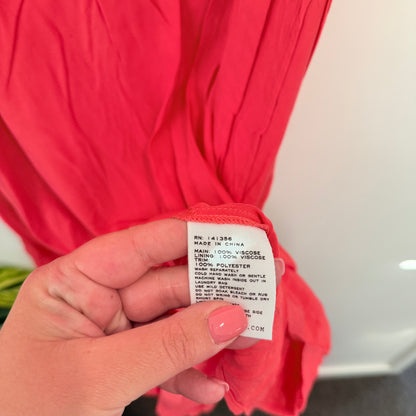 RN: 141356
MADE IN CHINA
MAIN: 100% VISCOSE
LINING: 100% VISCOSE
TRIM:
100% POLYESTER
WASH SEPARATELY
COLD HAND WASH OR GENTLE
MACHINE WASH INSIDE OUT IN
LAUNDRY BAG
USE MILD DETERGENT
DO NOT SOAK BLEACH OR RUB
DO NOT WRING OR TUMBLE DRY
SIDE
.COM